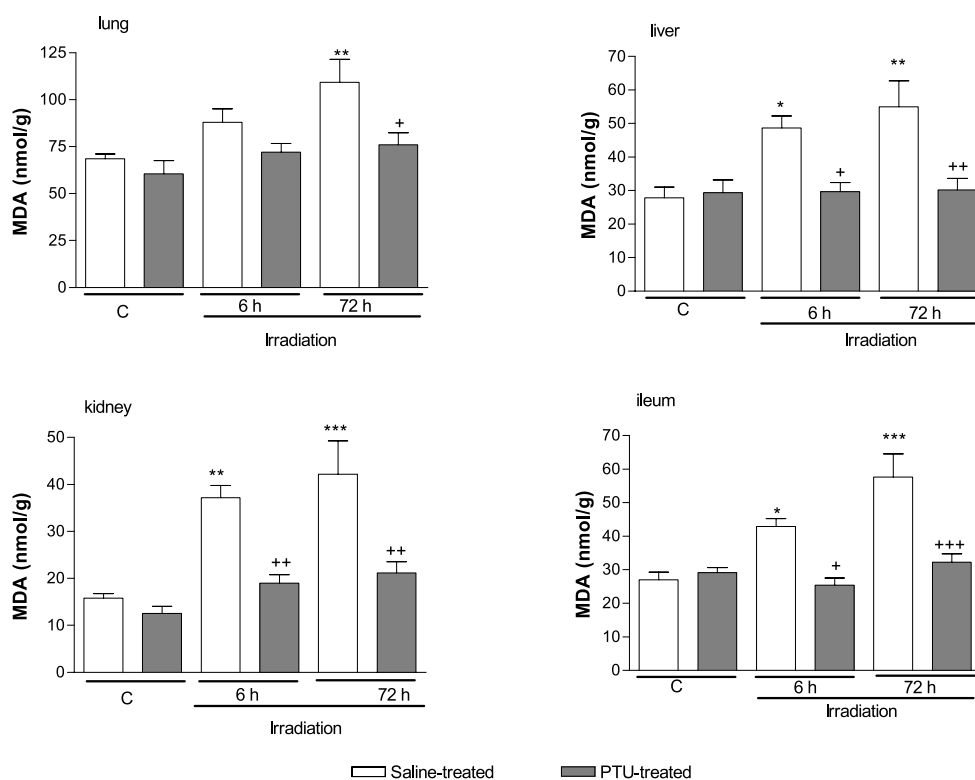 lung
MDA (nmol/g)
125
100
75
50
25
0
**
+
C
6 h
72 h
Irradiation
liver
MDA (nmol/g)
70
60
50
40
30
20
10
0
*
+
**
++
C
6 h
72 h
Irradiation
kidney
MDA (nmol/g)
50
40
30
20
10
0
**
++
***
++
C
6 h
72 h
Irradiation
ileum
MDA (nmol/g)
70
60
50
40
30
20
10
0
*
+
***
+++
C
6 h
72 h
Irradiation
Saline-treated
PTU-treated